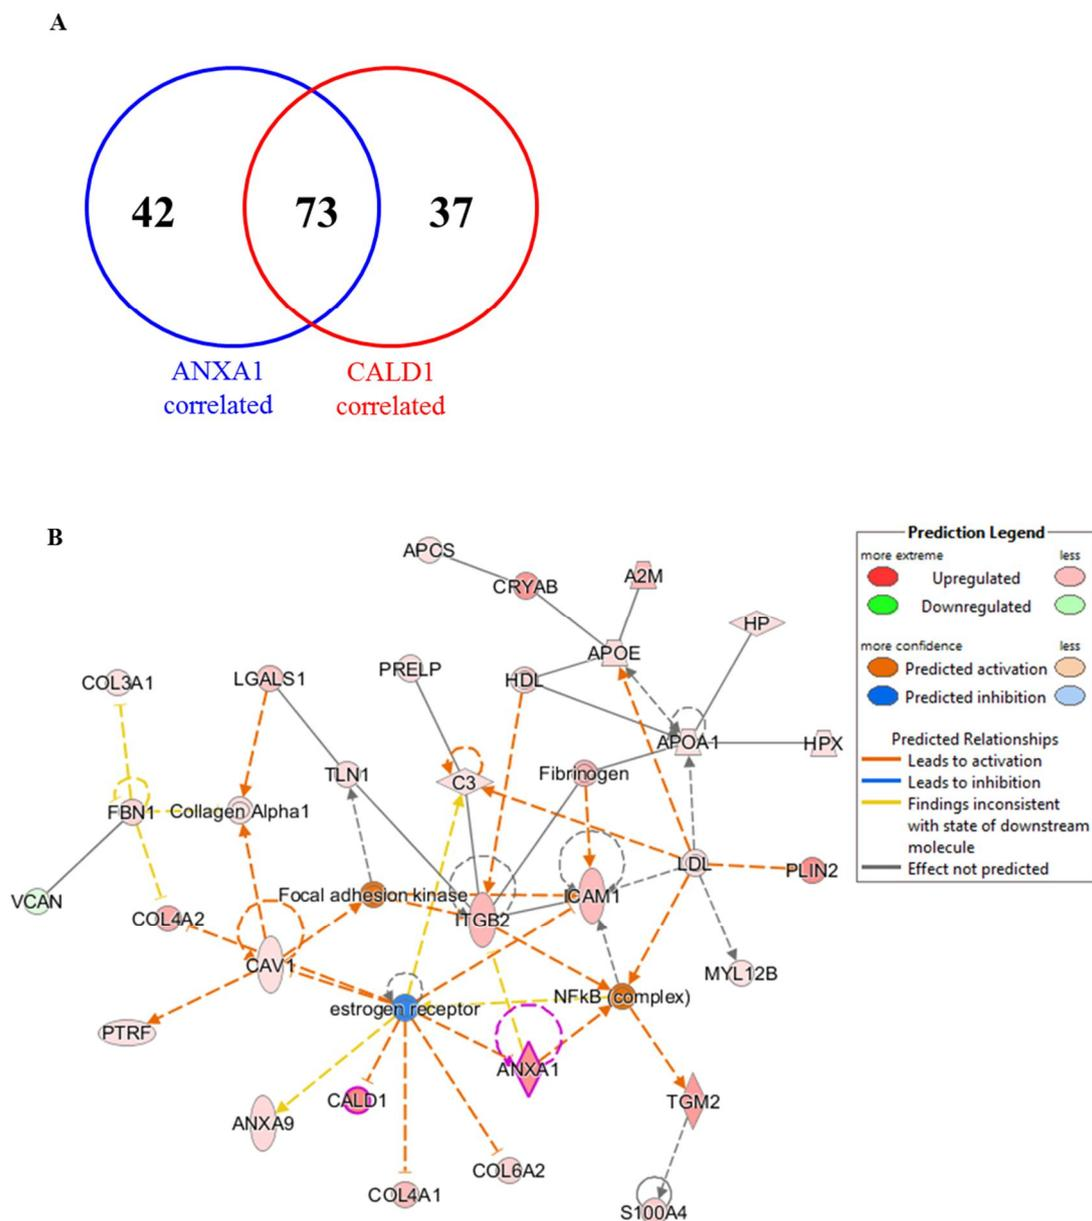 A
42
73
37
ANXA1
correlated
CALD1
correlated
B
Prediction Legend
more extreme
less
Upregulated
Downregulated
more confidence
less
Predicted activation
Predicted inhibition
Predicted Relationships
Leads to activation
Leads to inhibition
Findings inconsistent
with state of downstream
molecule
Effect not predicted
APCS
CRYAB
A2M
HP
APOE
COL3A1
LGALS1
PRELP
HDL
APOA1
HPX
TLN1
C3
Fibrinogen
FBN1
Collagen Alpha1
LDL
PLIN2
VCAN
Focal adhesion kinase
ICAM1
COL4A2
ITGB2
CAV1
MYL12B
NFkB (complex)
estrogen receptor
PTRF
ANXA1
CALD1
TGM2
ANXA9
COL6A2
COL4A1
S100A4